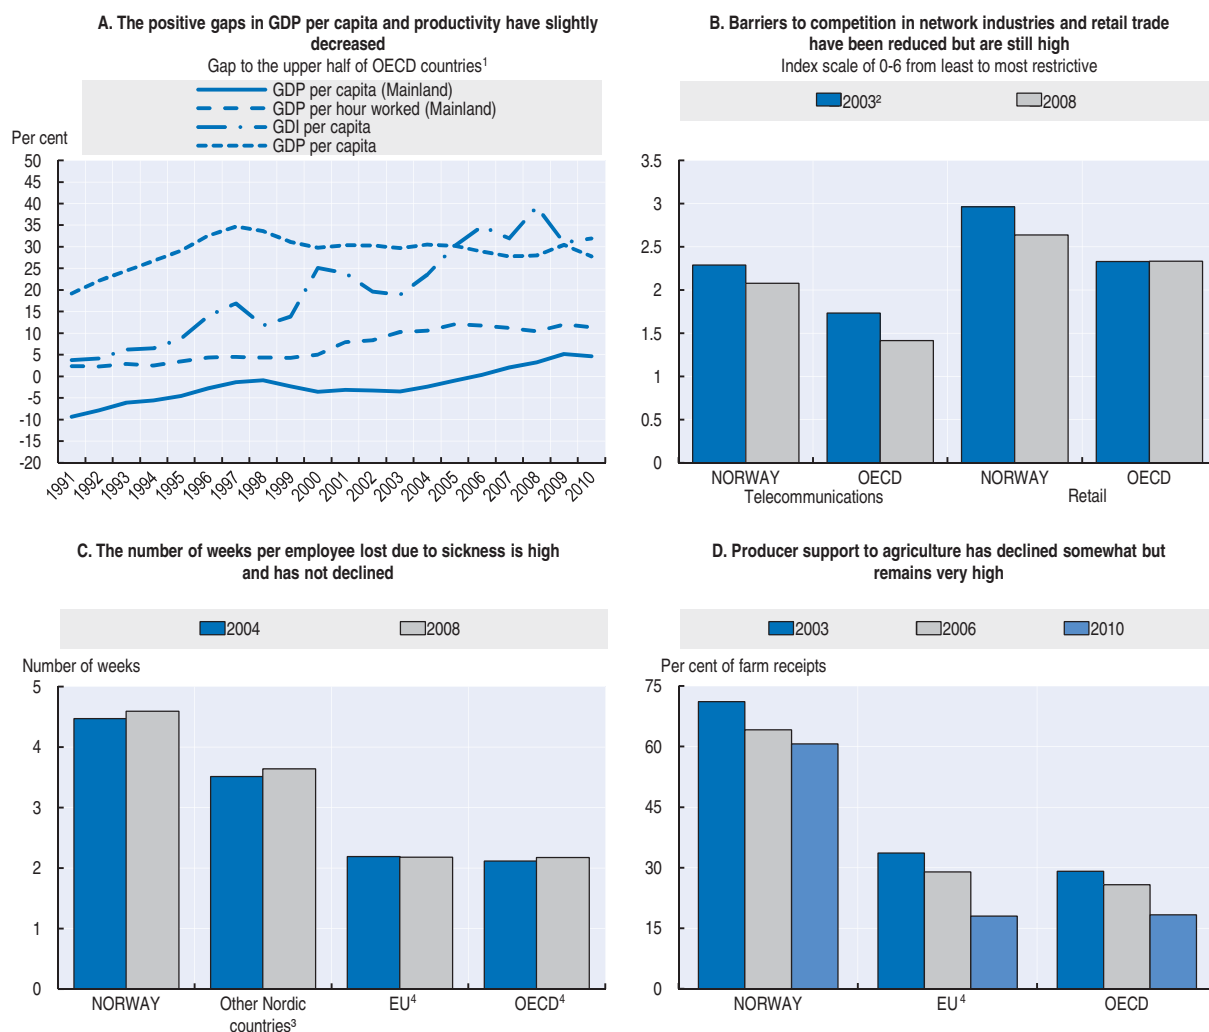 A. The positive gaps in GDP per capita and productivity have slightly
decreased
Gap to the upper half of OECD countries¹
GDP per capita (Mainland)
GDP per hour worked (Mainland)
GDI per capita
GDP per capita
Per cent
50
45
40
35
30
25
20
15
10
5
0
-5
-10
-15
-20
1991 1992 1993 1994 1995 1996 1997 1998 1999 2000 2001 2002 2003 2004 2005 2006 2007 2008 2009 2010
B. Barriers to competition in network industries and retail trade
have been reduced but are still high
Index scale of 0-6 from least to most restrictive
2003² 2008
3.5
3
2.5
2
1.5
1
0.5
0
NORWAY OECD NORWAY OECD
Telecommunications Retail
C. The number of weeks per employee lost due to sickness is high
and has not declined
2004 2008
Number of weeks
5
4
3
2
1
0
NORWAY Other Nordic EU⁴ OECD⁴
countries³
D. Producer support to agriculture has declined somewhat but
remains very high
2003 2006 2010
Per cent of farm receipts
75
60
45
30
15
0
NORWAY EU⁴ OECD